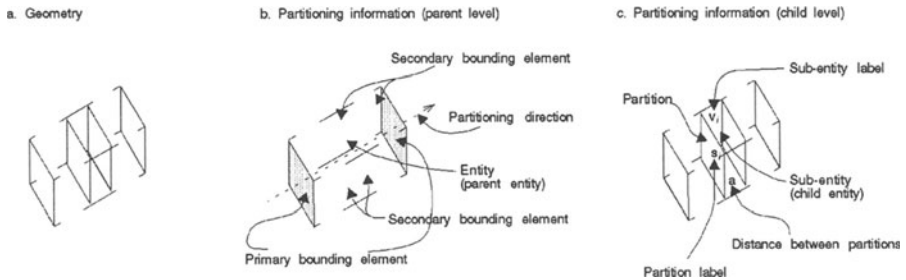 a. Geometry
b. Partitioning information (parent level)
c. Partitioning information (child level)
Secondary bounding element
Partitioning direction
Entity
(parent entity)
Secondary bounding element
Primary bounding element
Sub-entity label
Partition
v i
s
a
Sub-entity
(child entity)
Distance between partitions
Partition label